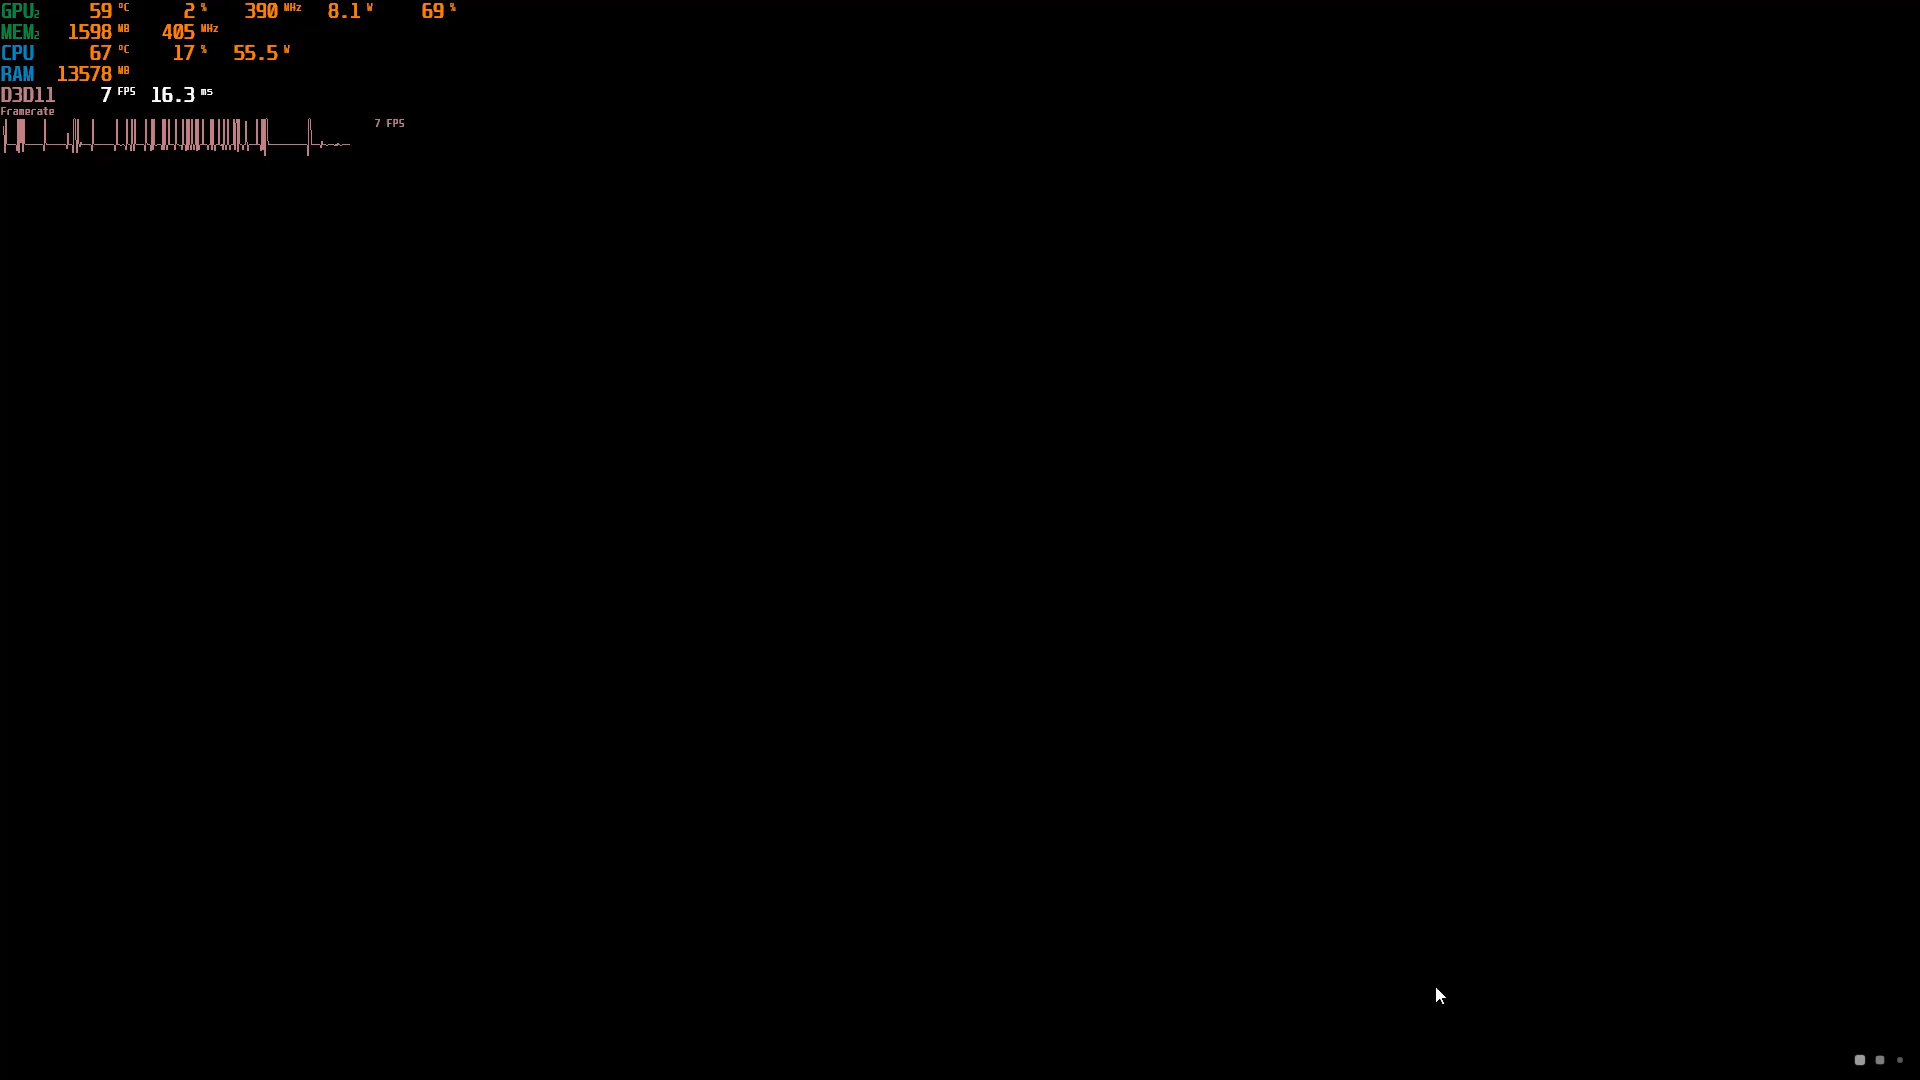 GPU2 59 °C 2 % 390 MHz 8.1 W 69 %
MEM2 1598 MB 405 MHz
CPU 67 °C 17 % 55.5 W
RAM 13578 MB
D3D11 7 FPS 16.3 ms
Framerate
7 FPS